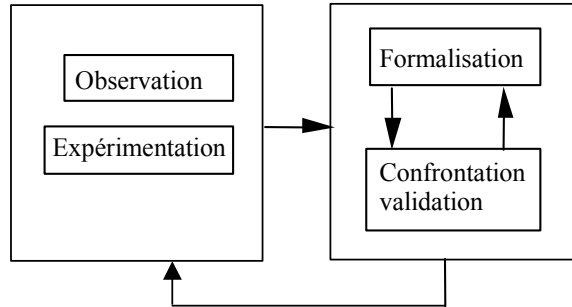 Observation
Expérimentation
Formalisation
Confrontation
validation